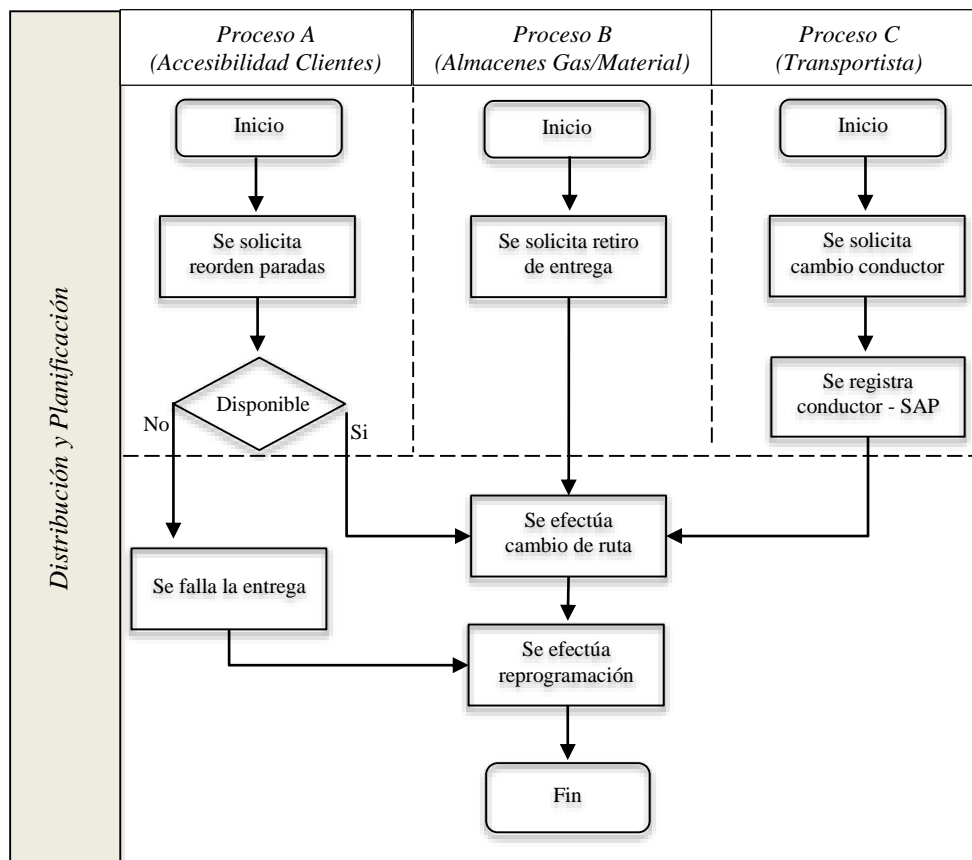 Distribución y Planificación
Proceso A
(Accesibilidad Clientes)
Proceso B
(Almacenes Gas/Material)
Proceso C
(Transportista)
Inicio
Inicio
Inicio
Se solicita
reorden paradas
Se solicita retiro
de entrega
Se solicita
cambio conductor
Disponible
No
Si
Se registra
conductor - SAP
Se efectúa
cambio de ruta
Se falla la entrega
Se efectúa
reprogramación
Fin